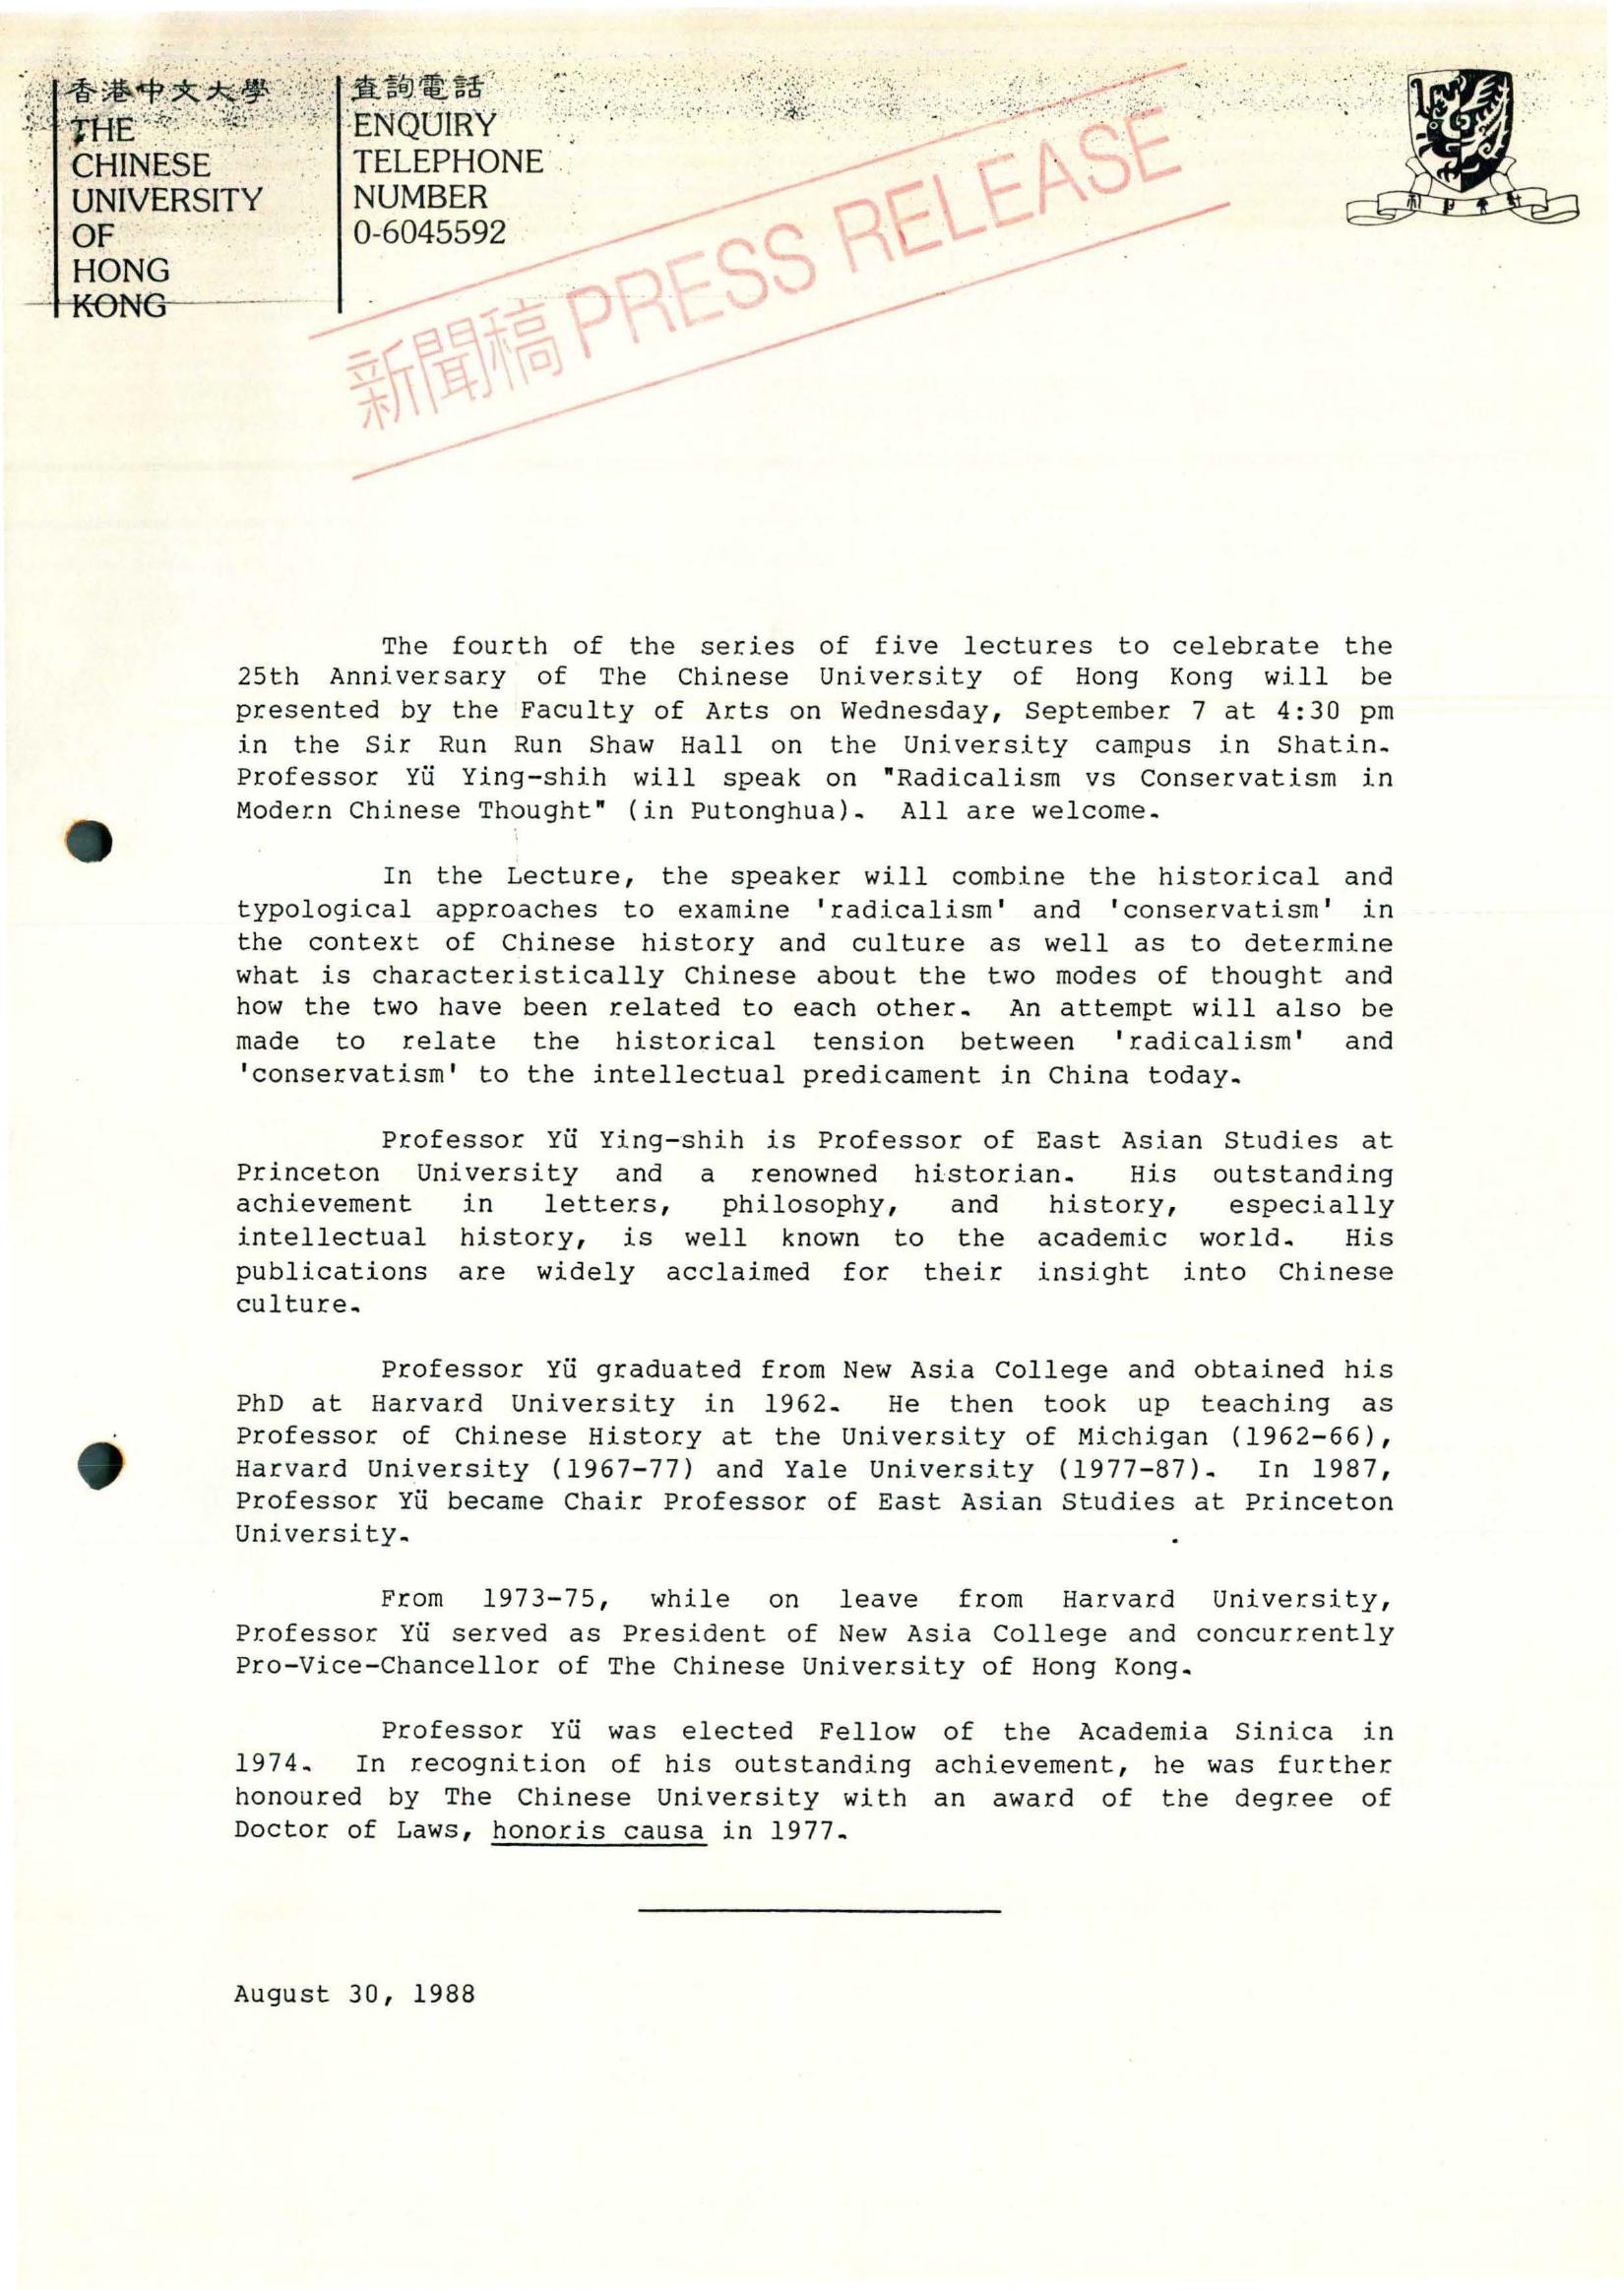 香港中文大學
THE
CHINESE
UNIVERSITY
OF
HONG
KONG
查詢電話
ENQUIRY
TELEPHONE
NUMBER
0-6045592
新聞稿 PRESS RELEASE
The fourth of the series of five lectures to celebrate the
25th Anniversary of The Chinese University of Hong Kong will be
presented by the Faculty of Arts on Wednesday, September 7 at 4:30 pm
in the Sir Run Run Shaw Hall on the University campus in Shatin.
Professor Yü Ying-shih will speak on "Radicalism vs Conservatism in
Modern Chinese Thought" (in Putonghua). All are welcome.
In the Lecture, the speaker will combine the historical and
typological approaches to examine 'radicalism' and 'conservatism' in
the context of Chinese history and culture as well as to determine
what is characteristically Chinese about the two modes of thought and
how the two have been related to each other. An attempt will also be
made to relate the historical tension between 'radicalism' and
'conservatism' to the intellectual predicament in China today.
Professor Yü Ying-shih is Professor of East Asian Studies at
Princeton University and a renowned historian. His outstanding
achievement in letters, philosophy, and history, especially
intellectual history, is well known to the academic world. His
publications are widely acclaimed for their insight into Chinese
culture.
Professor Yü graduated from New Asia College and obtained his
PhD at Harvard University in 1962. He then took up teaching as
Professor of Chinese History at the University of Michigan (1962-66),
Harvard University (1967-77) and Yale University (1977-87). In 1987,
Professor Yü became Chair Professor of East Asian Studies at Princeton
University.
From 1973-75, while on leave from Harvard University,
Professor Yü served as President of New Asia College and concurrently
Pro-Vice-Chancellor of The Chinese University of Hong Kong.
Professor Yü was elected Fellow of the Academia Sinica in
1974. In recognition of his outstanding achievement, he was further
honoured by The Chinese University with an award of the degree of
Doctor of Laws, honoris causa in 1977.
August 30, 1988